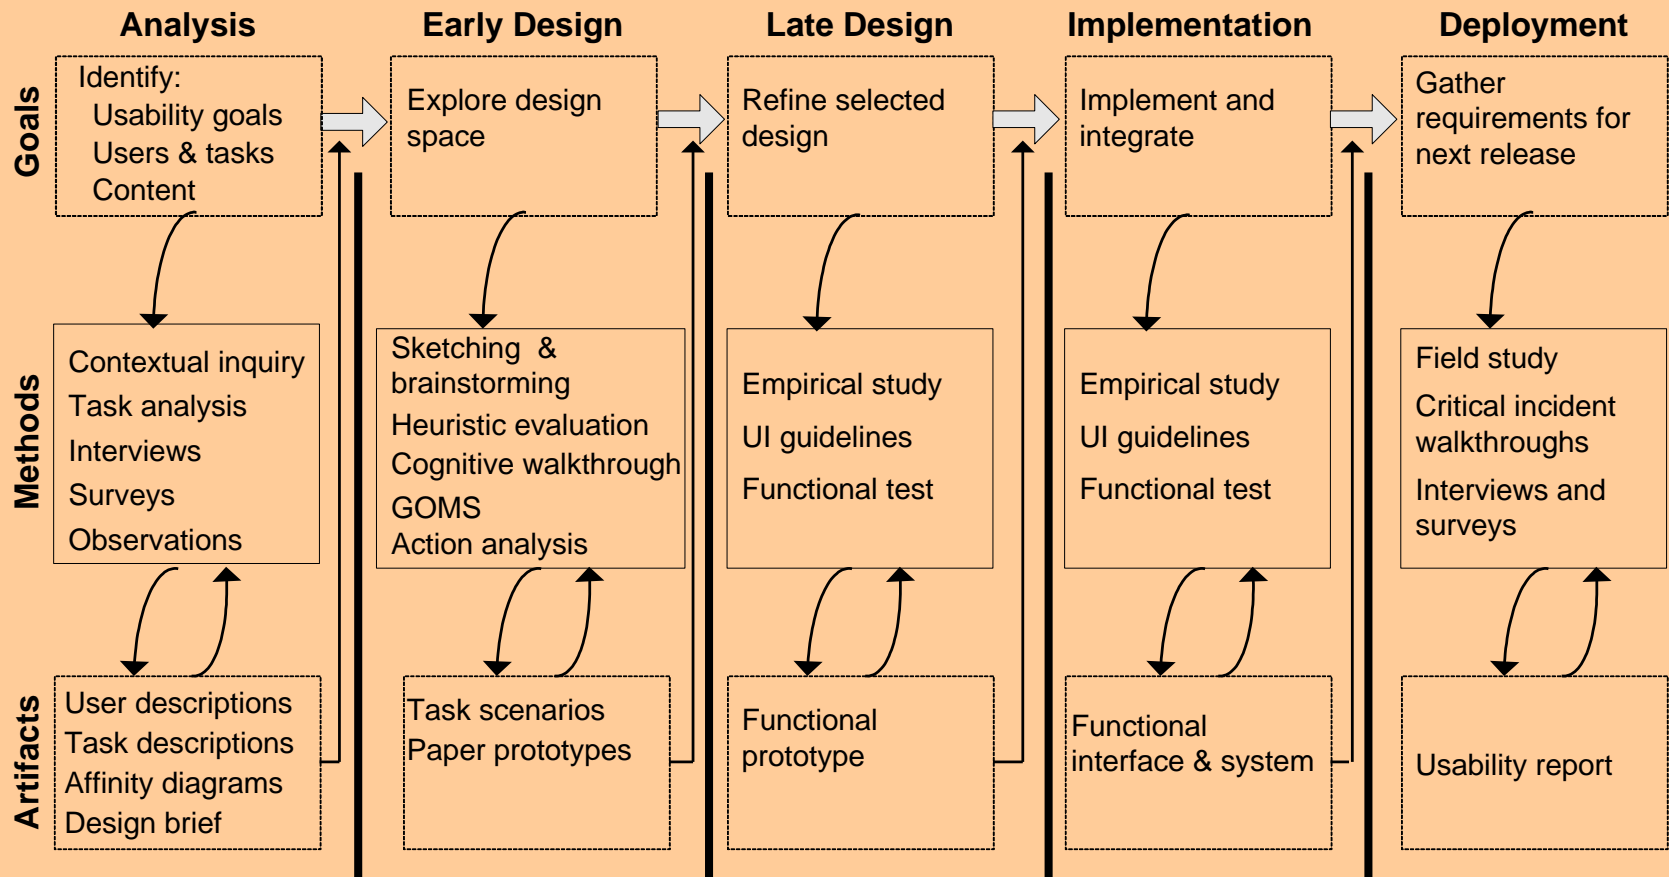 Analysis
Early Design
Late Design
Implementation
Deployment
Goals
Identify:
Usability goals
Users & tasks
Content
Explore design
space
Refine selected
design
Implement and
integrate
Gather
requirements for
next release
Methods
Contextual inquiry
Task analysis
Interviews
Surveys
Observations
Sketching & 
brainstorming
Heuristic evaluation
Cognitive walkthrough
GOMS
Action analysis
Empirical study
UI guidelines
Functional test
Empirical study
UI guidelines
Functional test
Field study
Critical incident
walkthroughs
Interviews and
surveys
Artifacts
User descriptions
Task descriptions
Affinity diagrams
Design brief
Task scenarios
Paper prototypes
Functional
prototype
Functional
interface & system
Usability report